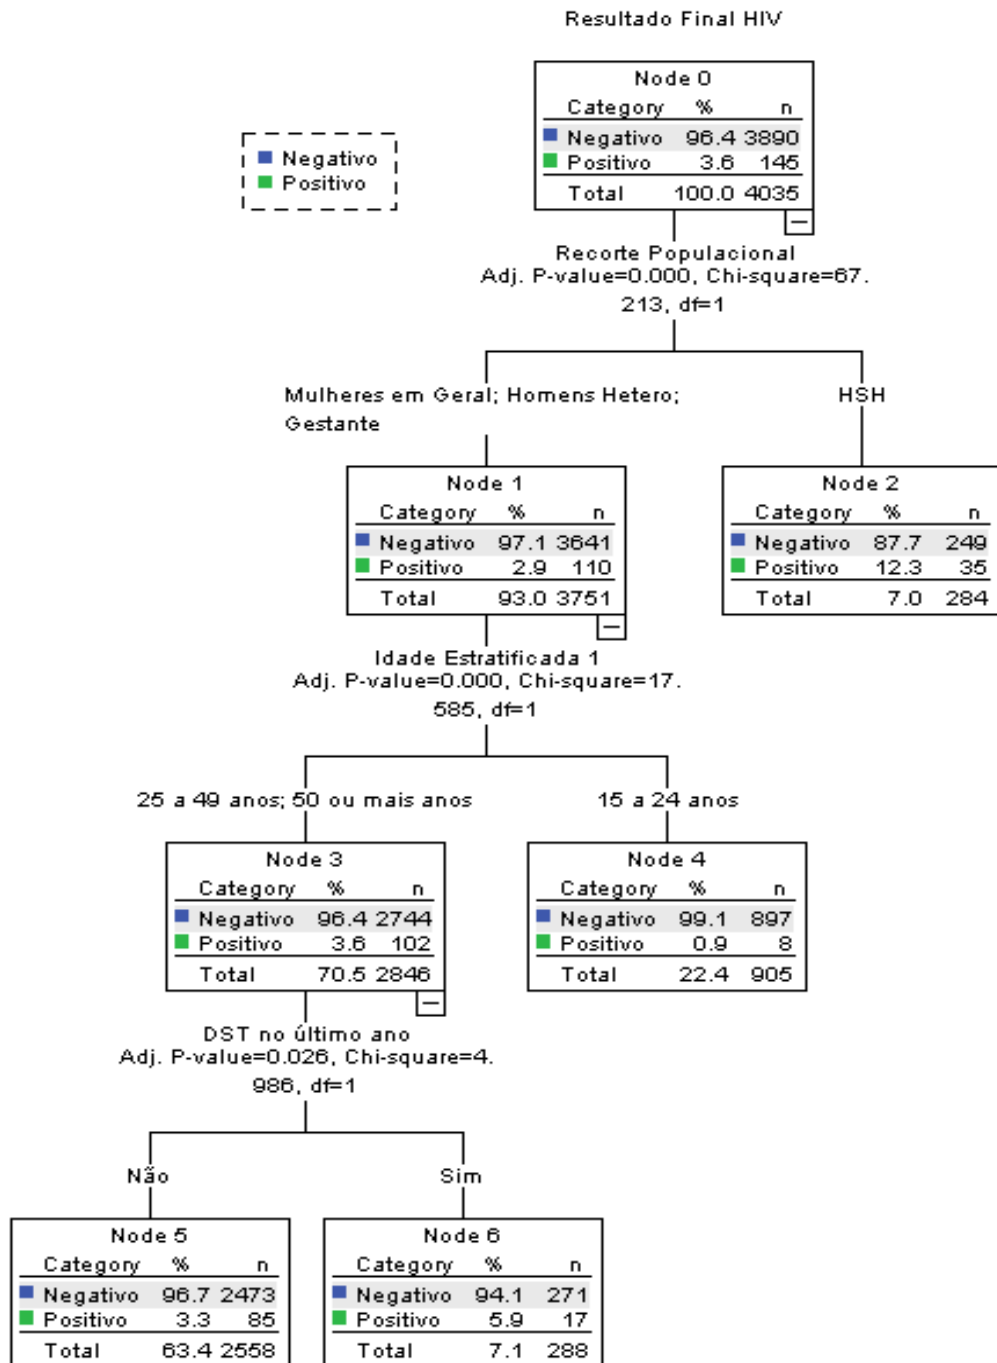 Resultado Final HIV
Negativo
Positivo
Node 0
Category % n
Negativo 96.4 3890
Positivo 3.6 145
Total 100.0 4035
Recorte Populacional
Adj. P-value=0.000, Chi-square=67.
213, df=1
Mulheres em Geral; Homens Hetero;
Gestante
HSH
Node 1
Category % n
Negativo 97.1 3641
Positivo 2.9 110
Total 93.0 3751
Node 2
Category % n
Negativo 87.7 249
Positivo 12.3 35
Total 7.0 284
Idade Estratificada 1
Adj. P-value=0.000, Chi-square=17.
585, df=1
25 a 49 anos; 50 ou mais anos
15 a 24 anos
Node 3
Category % n
Negativo 96.4 2744
Positivo 3.6 102
Total 70.5 2846
Node 4
Category % n
Negativo 99.1 897
Positivo 0.9 8
Total 22.4 905
DST no último ano
Adj. P-value=0.026, Chi-square=4.
986, df=1
Não
Sim
Node 5
Category % n
Negativo 96.7 2473
Positivo 3.3 85
Total 63.4 2558
Node 6
Category % n
Negativo 94.1 271
Positivo 5.9 17
Total 7.1 288